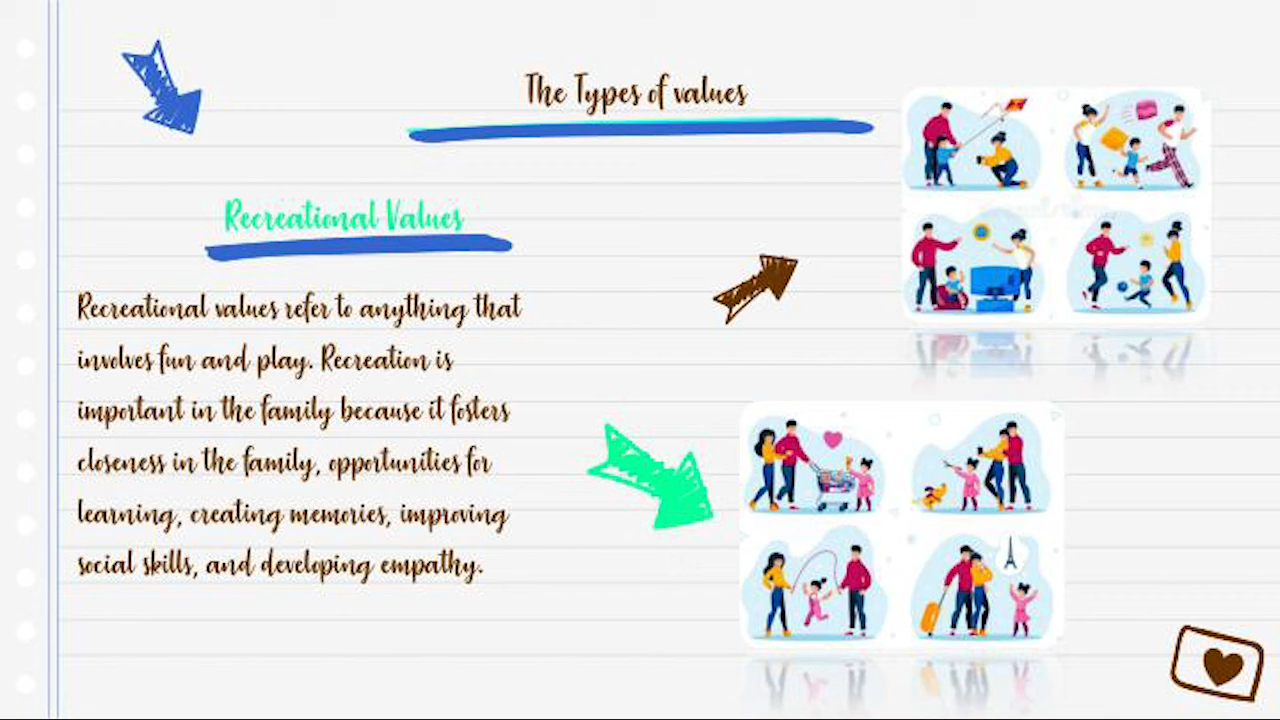 The Types of values
Recreational Values
Recreational values refer to anything that
involves fun and play. Recreation is
important in the family because it fosters
closeness in the family, opportunities for
learning, creating memories, improving
social skills, and developing empathy.